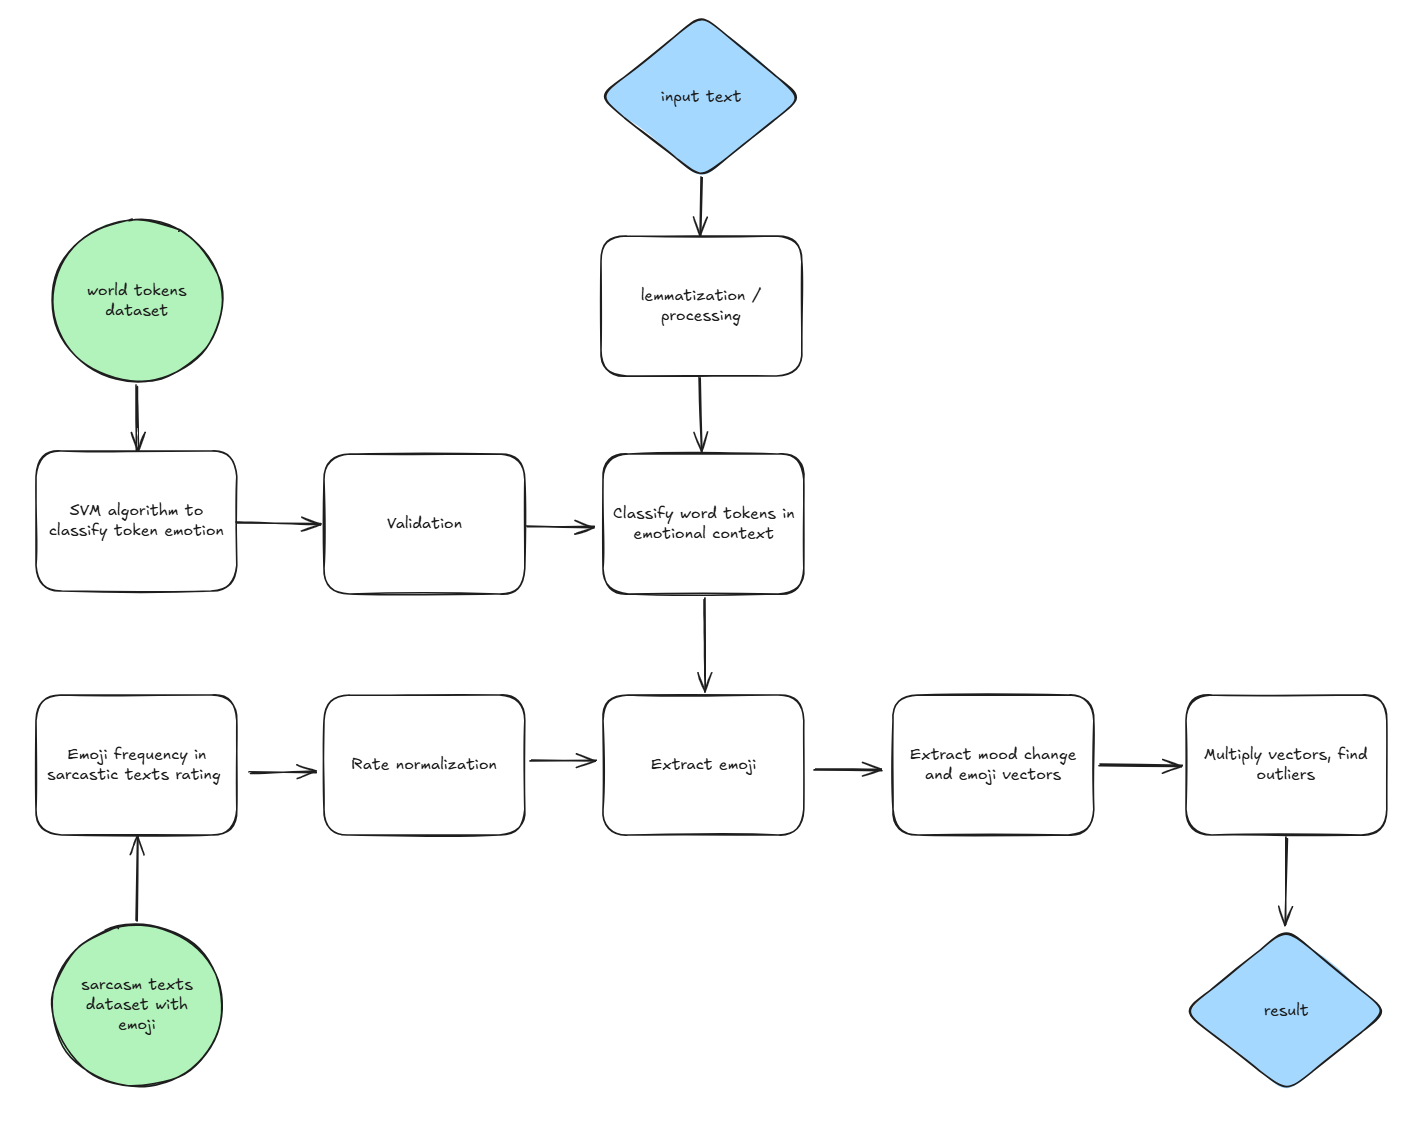 input text
world tokens
dataset
lemmatization /
processing
SVM algorithm to
classify token emotion
Validation
Classify word tokens in
emotional context
Emoji frequency in
sarcastic texts rating
Rate normalization
Extract emoji
Extract mood change
and emoji vectors
Multiply vectors, find
outliers
sarcasm texts
dataset with
emoji
result